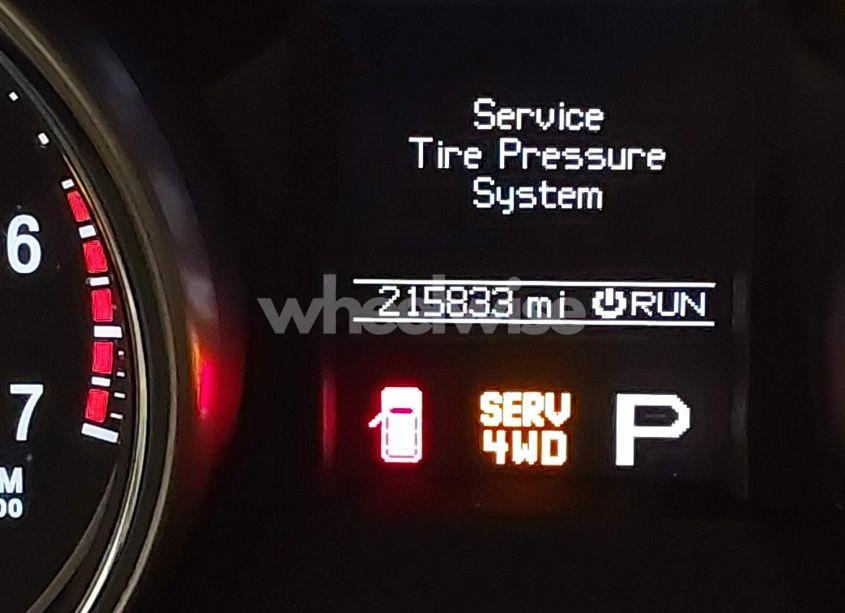 Service
Tire Pressure
System
6
215833 mi RUN
wheelwise
7
SERV
4WD
P